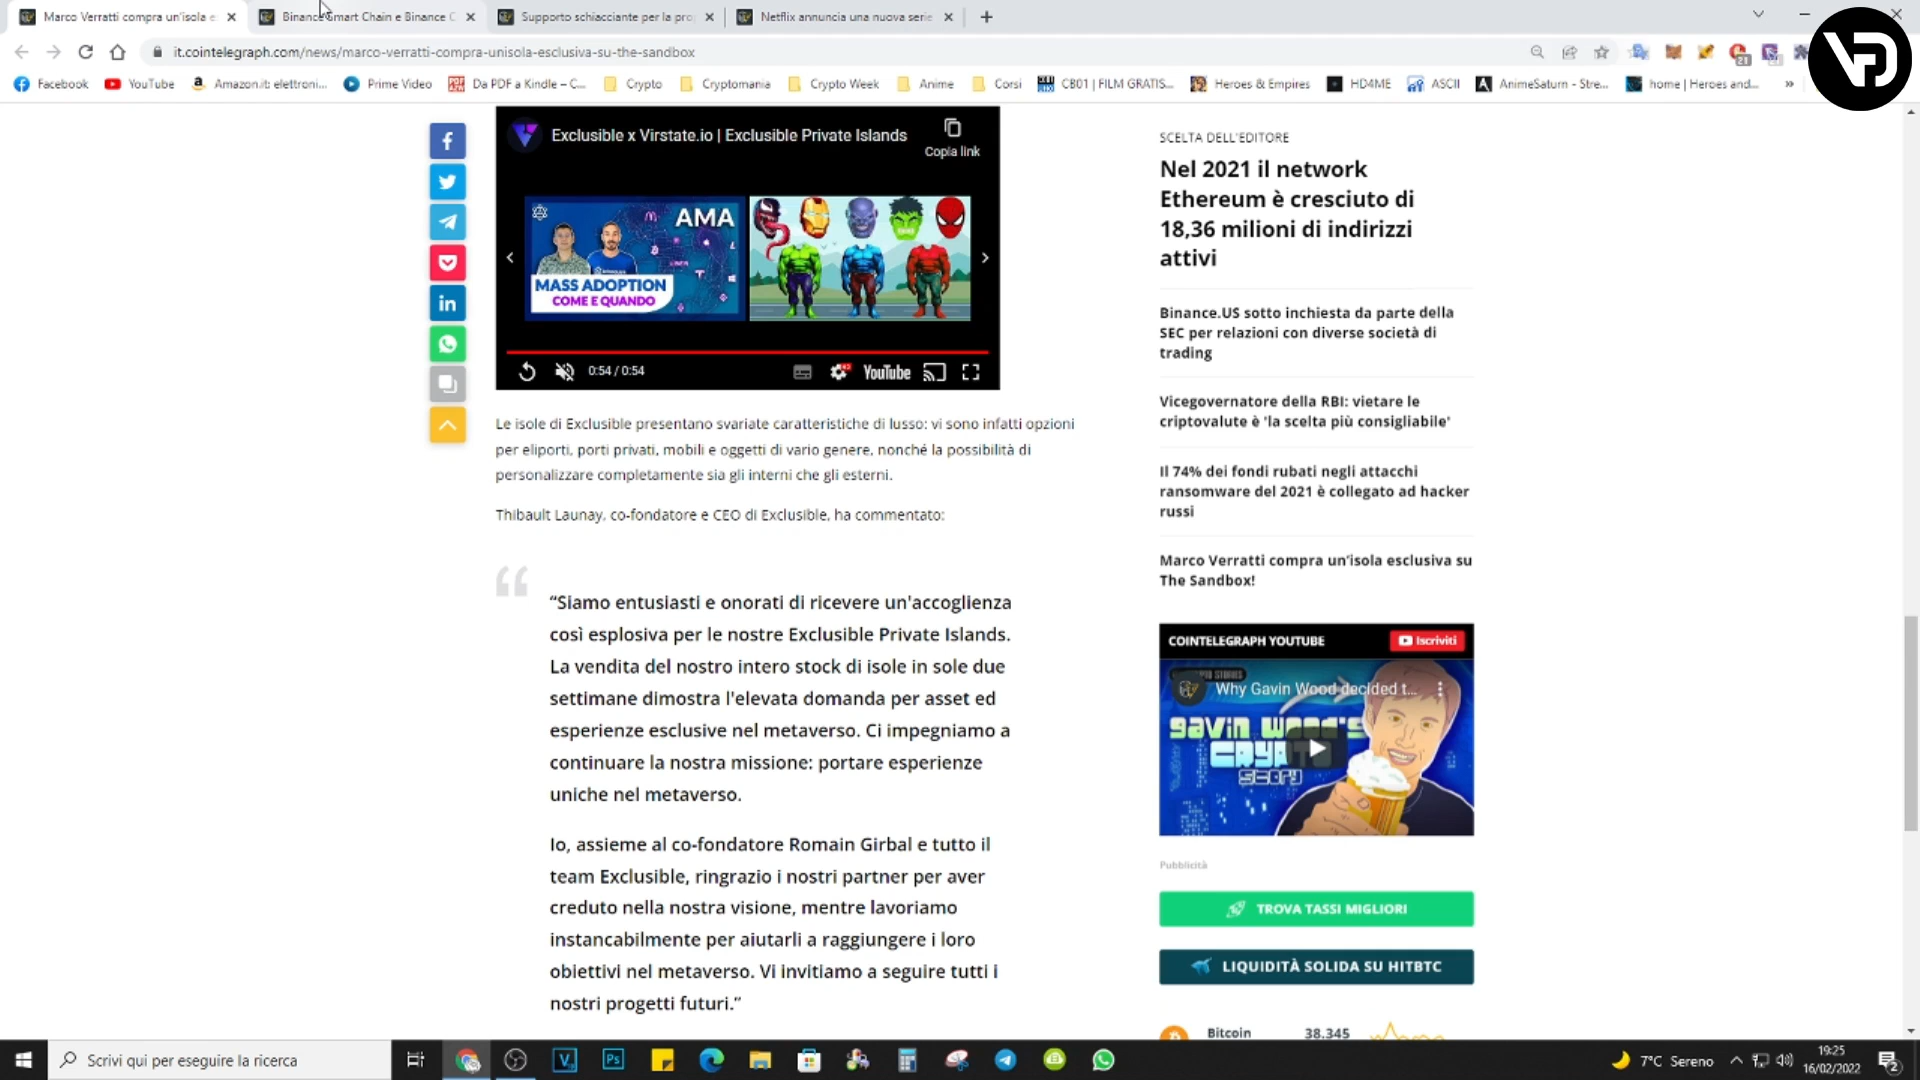 Marco Verratti compra un'isola e
Binance Smart Chain e Binance C
Supporto schiacciante per la pro
Netflix annuncia una nuova serie
it.cointelegraph.com/news/marco-verratti-compra-unisola-esclusiva-su-the-sandbox
21
Facebook
YouTube
Amazon.it: elettroni...
Prime Video
Da PDF a Kindle – C...
Crypto
Cryptomania
Crypto Week
Anime
Corsi
CB01 | FILM GRATIS...
Heroes & Empires
HD4ME
ASCII
AnimeSaturn - Stre...
home | Heroes and...
»
Exclusible x Virstate.io | Exclusible Private Islands
Copia link
AMA
MASS ADOPTION
COME E QUANDO
0:54 / 0:54
YouTube
Le isole di Exclusible presentano svariate caratteristiche di lusso: vi sono infatti opzioni
per eliporti, porti privati, mobili e oggetti di vario genere, nonché la possibilità di
personalizzare completamente sia gli interni che gli esterni.
Thibault Launay, co-fondatore e CEO di Exclusible, ha commentato:
“Siamo entusiasti e onorati di ricevere un'accoglienza
così esplosiva per le nostre Exclusible Private Islands.
La vendita del nostro intero stock di isole in sole due
settimane dimostra l'elevata domanda per asset ed
esperienze esclusive nel metaverso. Ci impegniamo a
continuare la nostra missione: portare esperienze
uniche nel metaverso.
Io, assieme al co-fondatore Romain Girbal e tutto il
team Exclusible, ringrazio i nostri partner per aver
creduto nella nostra visione, mentre lavoriamo
instancabilmente per aiutarli a raggiungere i loro
obiettivi nel metaverso. Vi invitiamo a seguire tutti i
nostri progetti futuri.”
SCELTA DELL'EDITORE
Nel 2021 il network
Ethereum è cresciuto di
18,36 milioni di indirizzi
attivi
Binance.US sotto inchiesta da parte della
SEC per relazioni con diverse società di
trading
Vicegovernatore della RBI: vietare le
criptovalute è 'la scelta più consigliabile'
Il 74% dei fondi rubati negli attacchi
ransomware del 2021 è collegato ad hacker
russi
Marco Verratti compra un'isola esclusiva su
The Sandbox!
COINTELEGRAPH YOUTUBE
Iscriviti
Why Gavin Wood decided t...
GAVIN WOOD'S
CRYPTO
STORY
Pubblicità
TROVA TASSI MIGLIORI
LIQUIDITÀ SOLIDA SU HITBTC
Bitcoin
38.345
Scrivi qui per eseguire la ricerca
Ps
7°C Sereno
19:25
16/02/2022
2